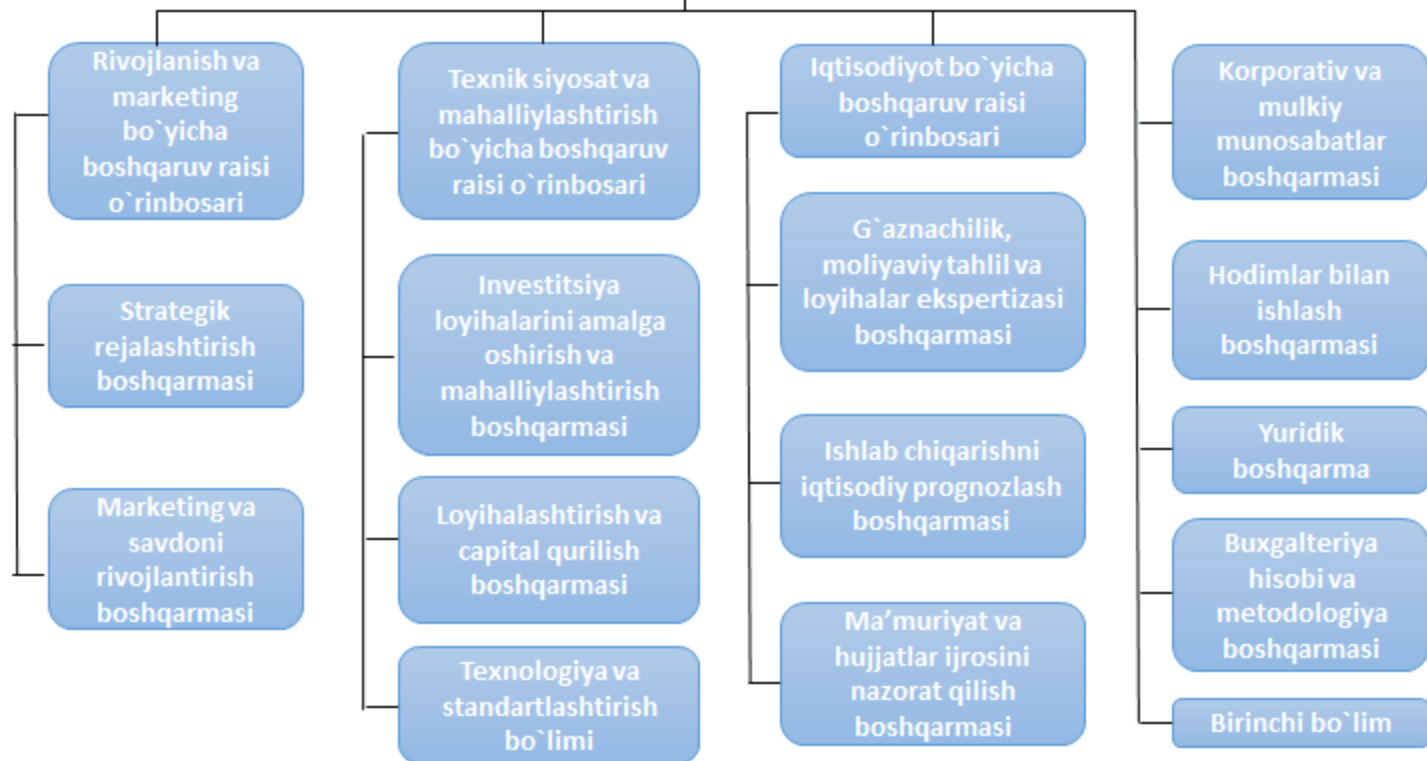 Rivojlanish va
marketing
bo`yicha
boshqaruv raisi
o`rinbosari
Strategik
rejalashtirish
boshqarmasi
Marketing va
savdoni
rivojlantirish
boshqarmasi
Texnik siyosat va
mahalliylashtirish
bo`yicha boshqaruv
raisi o`rinbosari
Investitsiya
loyihalarini amalga
oshirish va
mahalliylashtirish
boshqarmasi
Loyihalashtirish va
capital qurilish
boshqarmasi
Texnologiya va
standartlashtirish
bo`limi
Iqtisodiyot bo`yicha
boshqaruv raisi
o`rinbosari
G`aznachilik,
moliyaviy tahlil va
loyihalar ekspertizasi
boshqarmasi
Ishlab chiqarishni
iqtisodiy prognozlash
boshqarmasi
Ma’muriyat va
hujjatlar ijrosini
nazorat qilish
boshqarmasi
Korporativ va
mulkiy
munosabatlar
boshqarmasi
Hodimlar bilan
ishlash
boshqarmasi
Yuridik
boshqarma
Buxgalteriya
hisobi va
metodologiya
boshqarmasi
Birinchi bo`lim